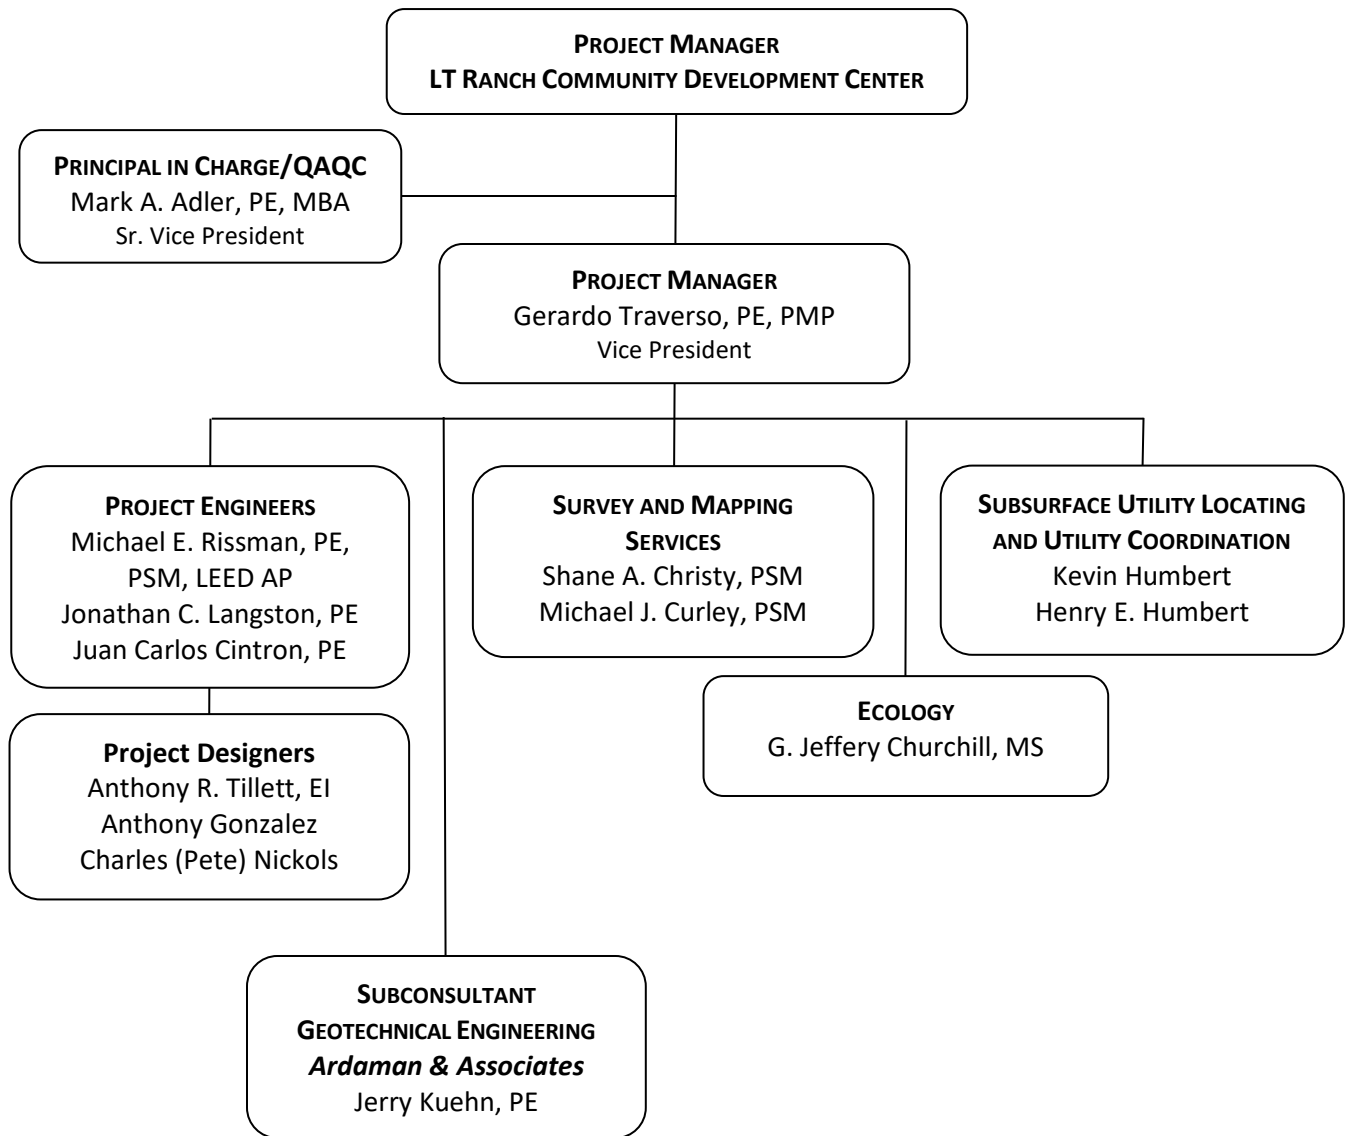 PROJECT MANAGER
LT RANCH COMMUNITY DEVELOPMENT CENTER
PRINCIPAL IN CHARGE/QAQC
Mark A. Adler, PE, MBA
Sr. Vice President
PROJECT MANAGER
Gerardo Traverso, PE, PMP
Vice President
PROJECT ENGINEERS
Michael E. Rissman, PE,
PSM, LEED AP
Jonathan C. Langston, PE
Juan Carlos Cintron, PE
SURVEY AND MAPPING
SERVICES
Shane A. Christy, PSM
Michael J. Curley, PSM
SUBSURFACE UTILITY LOCATING
AND UTILITY COORDINATION
Kevin Humbert
Henry E. Humbert
ECOLOGY
G. Jeffery Churchill, MS
Project Designers
Anthony R. Tillett, EI
Anthony Gonzalez
Charles (Pete) Nickols
SUBCONSULTANT
GEOTECHNICAL ENGINEERING
Ardaman & Associates
Jerry Kuehn, PE